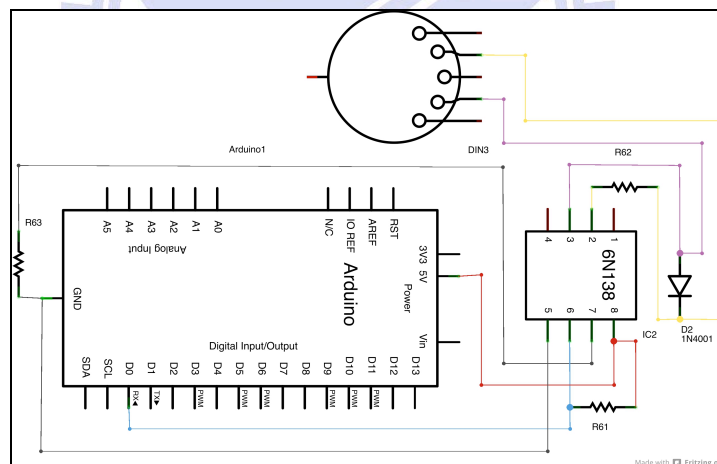 Arduino1
DIN3
R62
R63
A5
A4
A3
A2
A1
A0
N/C
IO REF
AREF
RST
Analog Input
Arduino
3V3
5V
Power
Vin
GND
Digital Input/Output
SDA
SCL
D0
D1
D2
D3
D4
D5
D6
D7
D8
D9
D10
D11
D12
D13
RX◀
TX▶
PWM
PWM
PWM
PWM
PWM
PWM
4
3
2
1
6N138
5
6
7
8
IC2
D2
1N4001
R61
Made with Fritzing